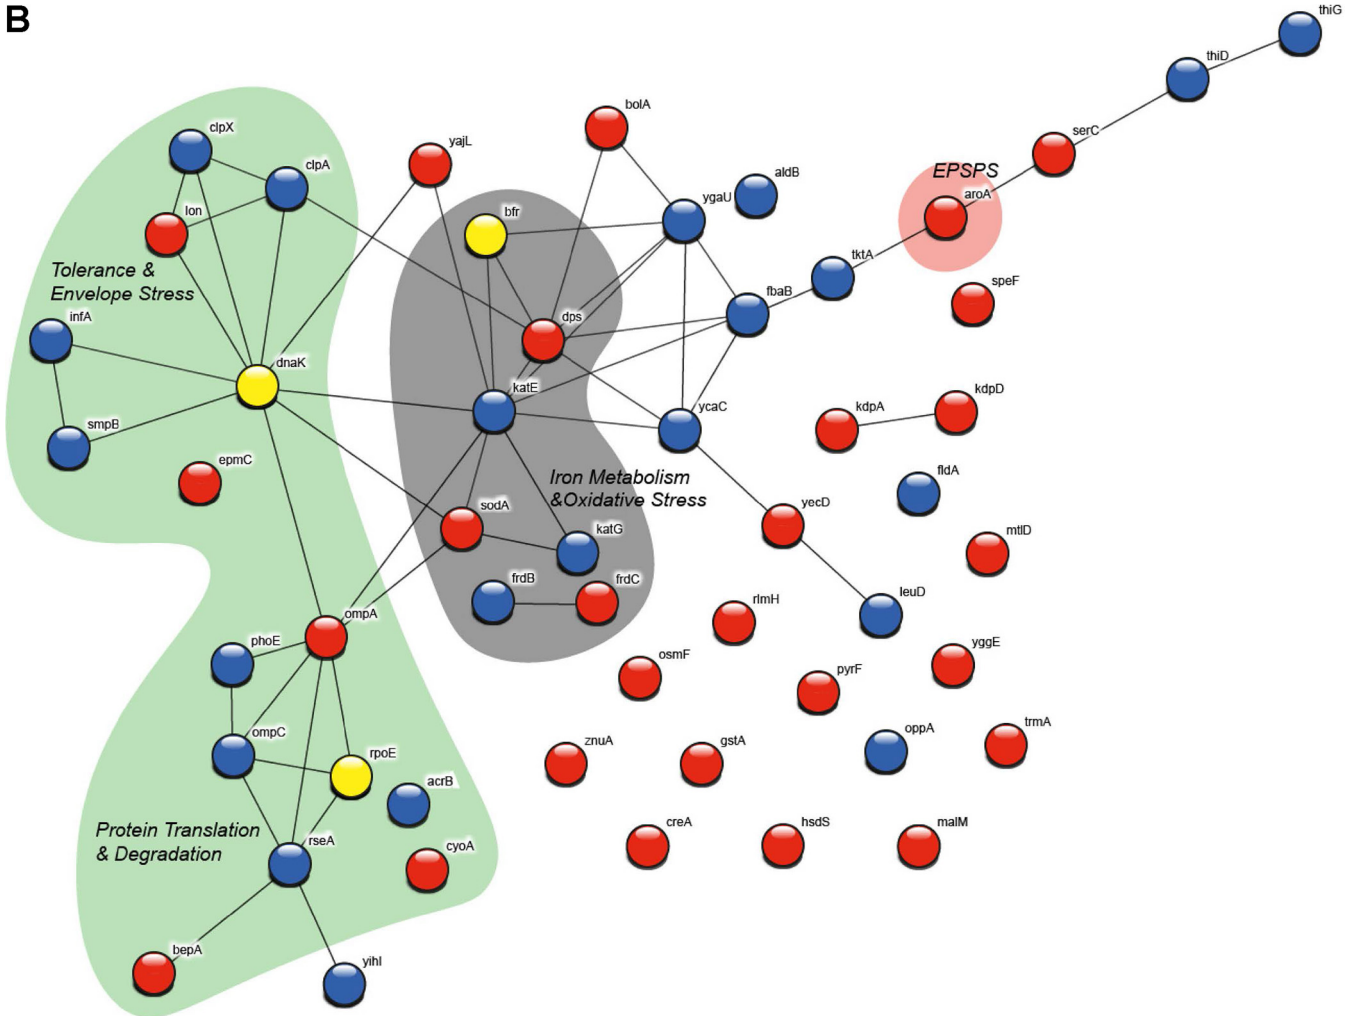 B
thiG
thiD
bolA
clpX
serC
yajL
clpA
EPSPS
aldB
aroA
ygaU
bfr
lon
tktA
Tolerance &
Envelope Stress
speF
fbaB
infA
dps
dnaK
katE
kdpD
ycaC
kdpA
smpB
epmC
fldA
Iron Metabolism
&Oxidative Stress
sodA
yecD
katG
mtlD
frdB
frdC
leuD
rlmH
ompA
phoE
yggE
osmF
pyrF
trmA
ompC
oppA
znuA
gstA
rpoE
acrB
creA
hsdS
malM
Protein Translation
& Degradation
rseA
cyoA
bepA
yihI